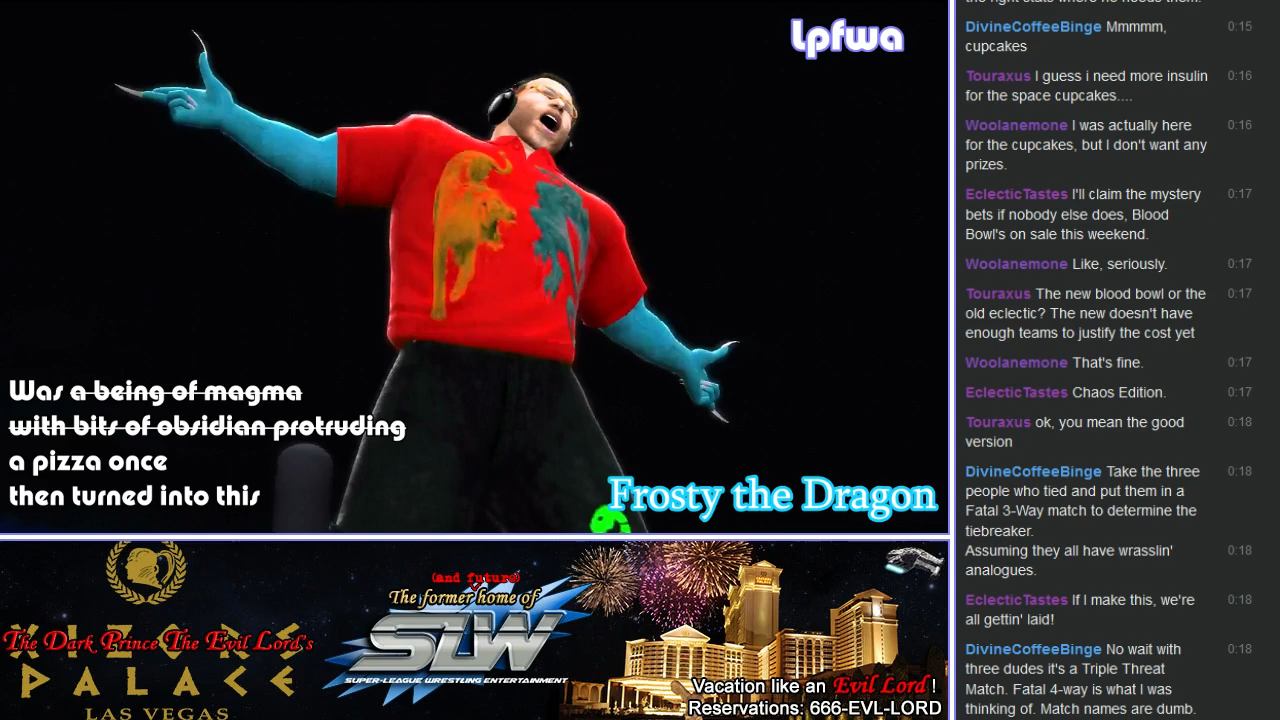 Lpfwa
Was a being of magma
with bits of obsidian protruding
a pizza once
then turned into this
Frosty the Dragon
The Dark Prince The Evil Lord's
PALACE
LAS VEGAS
(and future)
The former home of
SLW
SUPER-LEAGUE WRESTLING ENTERTAINMENT
Vacation like an Evil Lord !
Reservations: 666-EVL-LORD
DivineCoffeeBinge Mmmmm, 0:15
cupcakes
Touraxus I guess i need more insulin 0:16
for the space cupcakes....
Woolanemone I was actually here 0:16
for the cupcakes, but I don't want any
prizes.
EclecticTastes I'll claim the mystery 0:17
bets if nobody else does, Blood
Bowl's on sale this weekend.
Woolanemone Like, seriously. 0:17
Touraxus The new blood bowl or the 0:17
old eclectic? The new doesn't have
enough teams to justify the cost yet
Woolanemone That's fine. 0:17
EclecticTastes Chaos Edition. 0:17
Touraxus ok, you mean the good 0:18
version
DivineCoffeeBinge Take the three 0:18
people who tied and put them in a
Fatal 3-Way match to determine the
tiebreaker.
Assuming they all have wrasslin' 0:18
analogues.
EclecticTastes If I make this, we're 0:18
all gettin' laid!
DivineCoffeeBinge No wait with 0:18
three dudes it's a Triple Threat
Match. Fatal 4-way is what I was
thinking of. Match names are dumb.